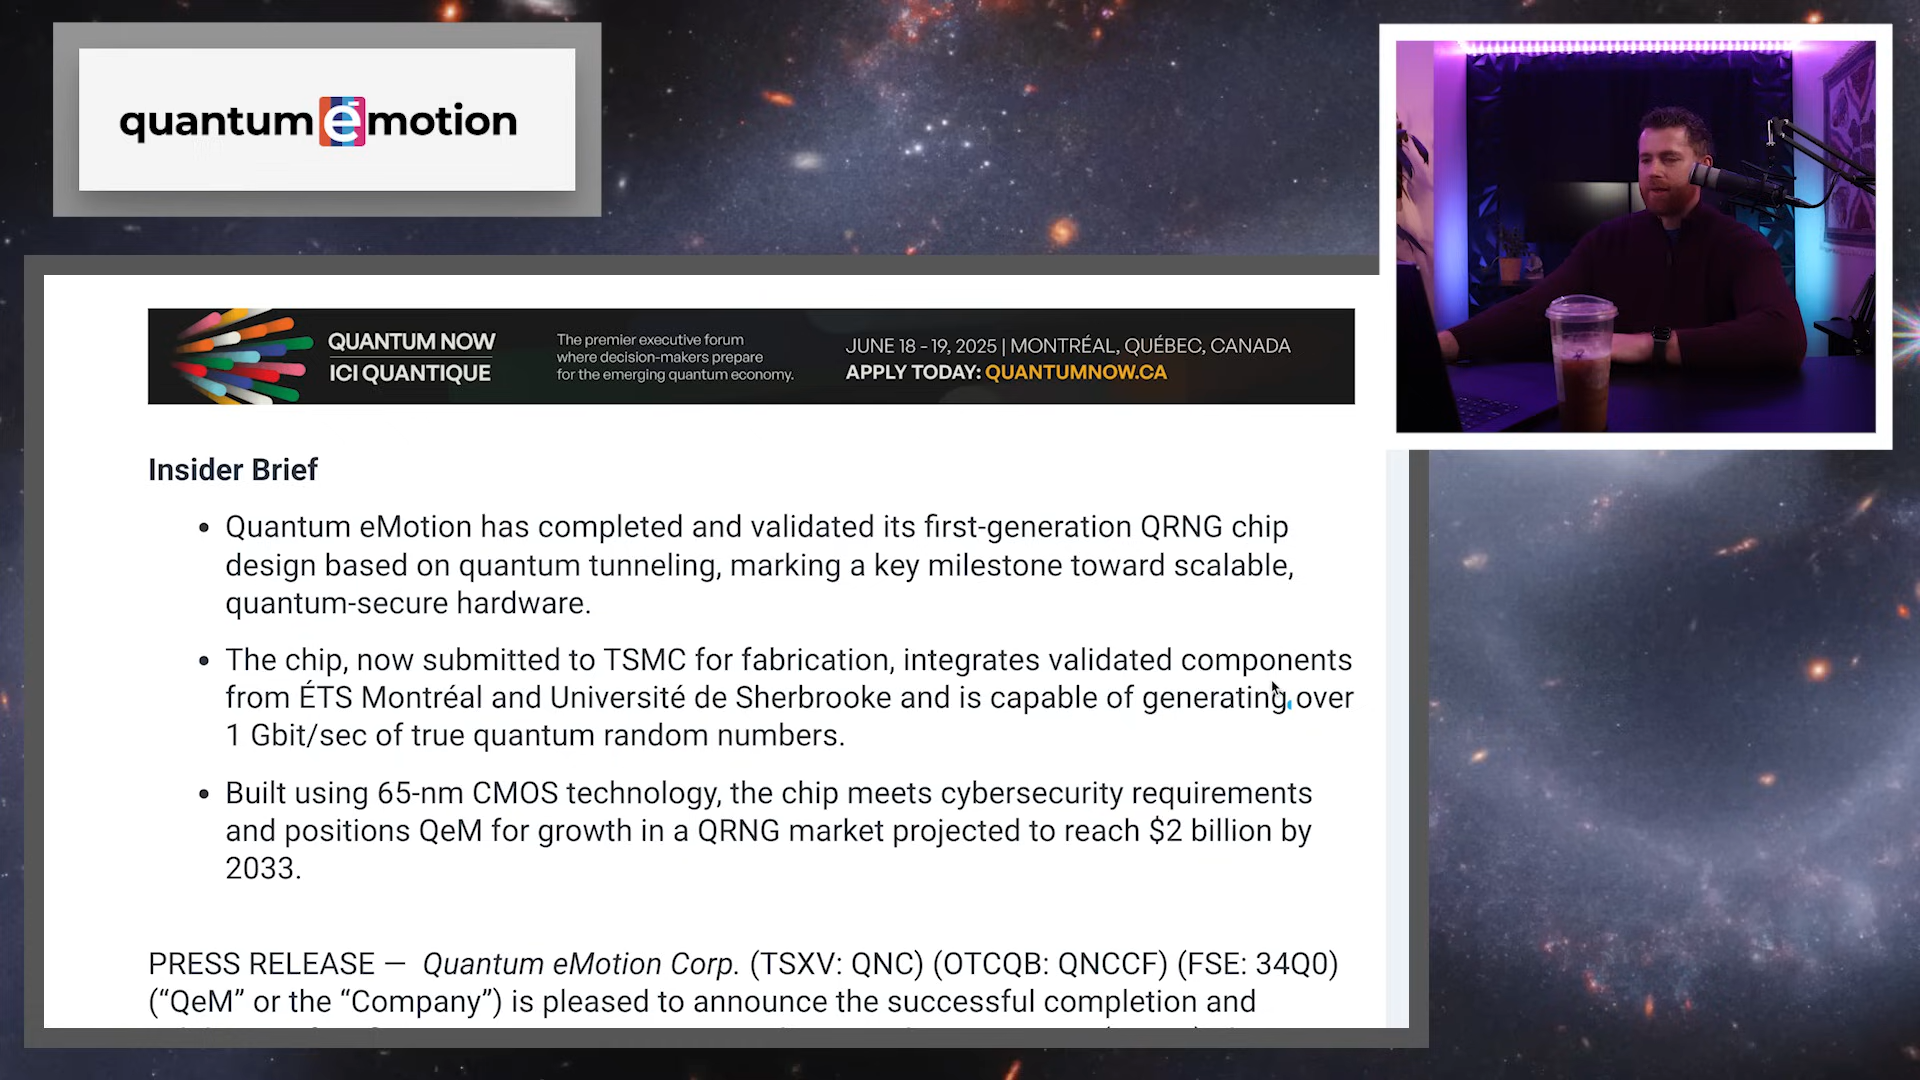 quantum eMotion
QUANTUM NOW
ICI QUANTIQUE
The premier executive forum
where decision-makers prepare
for the emerging quantum economy.
JUNE 18 - 19, 2025 | MONTRÉAL, QUÉBEC, CANADA
APPLY TODAY: QUANTUMNOW.CA
Insider Brief
• Quantum eMotion has completed and validated its first-generation QRNG chip
design based on quantum tunneling, marking a key milestone toward scalable,
quantum-secure hardware.
• The chip, now submitted to TSMC for fabrication, integrates validated components
from ÉTS Montréal and Université de Sherbrooke and is capable of generating over
1 Gbit/sec of true quantum random numbers.
• Built using 65-nm CMOS technology, the chip meets cybersecurity requirements
and positions QeM for growth in a QRNG market projected to reach $2 billion by
2033.
PRESS RELEASE — Quantum eMotion Corp. (TSXV: QNC) (OTCQB: QNCCF) (FSE: 34Q0)
(“QeM” or the “Company”) is pleased to announce the successful completion and